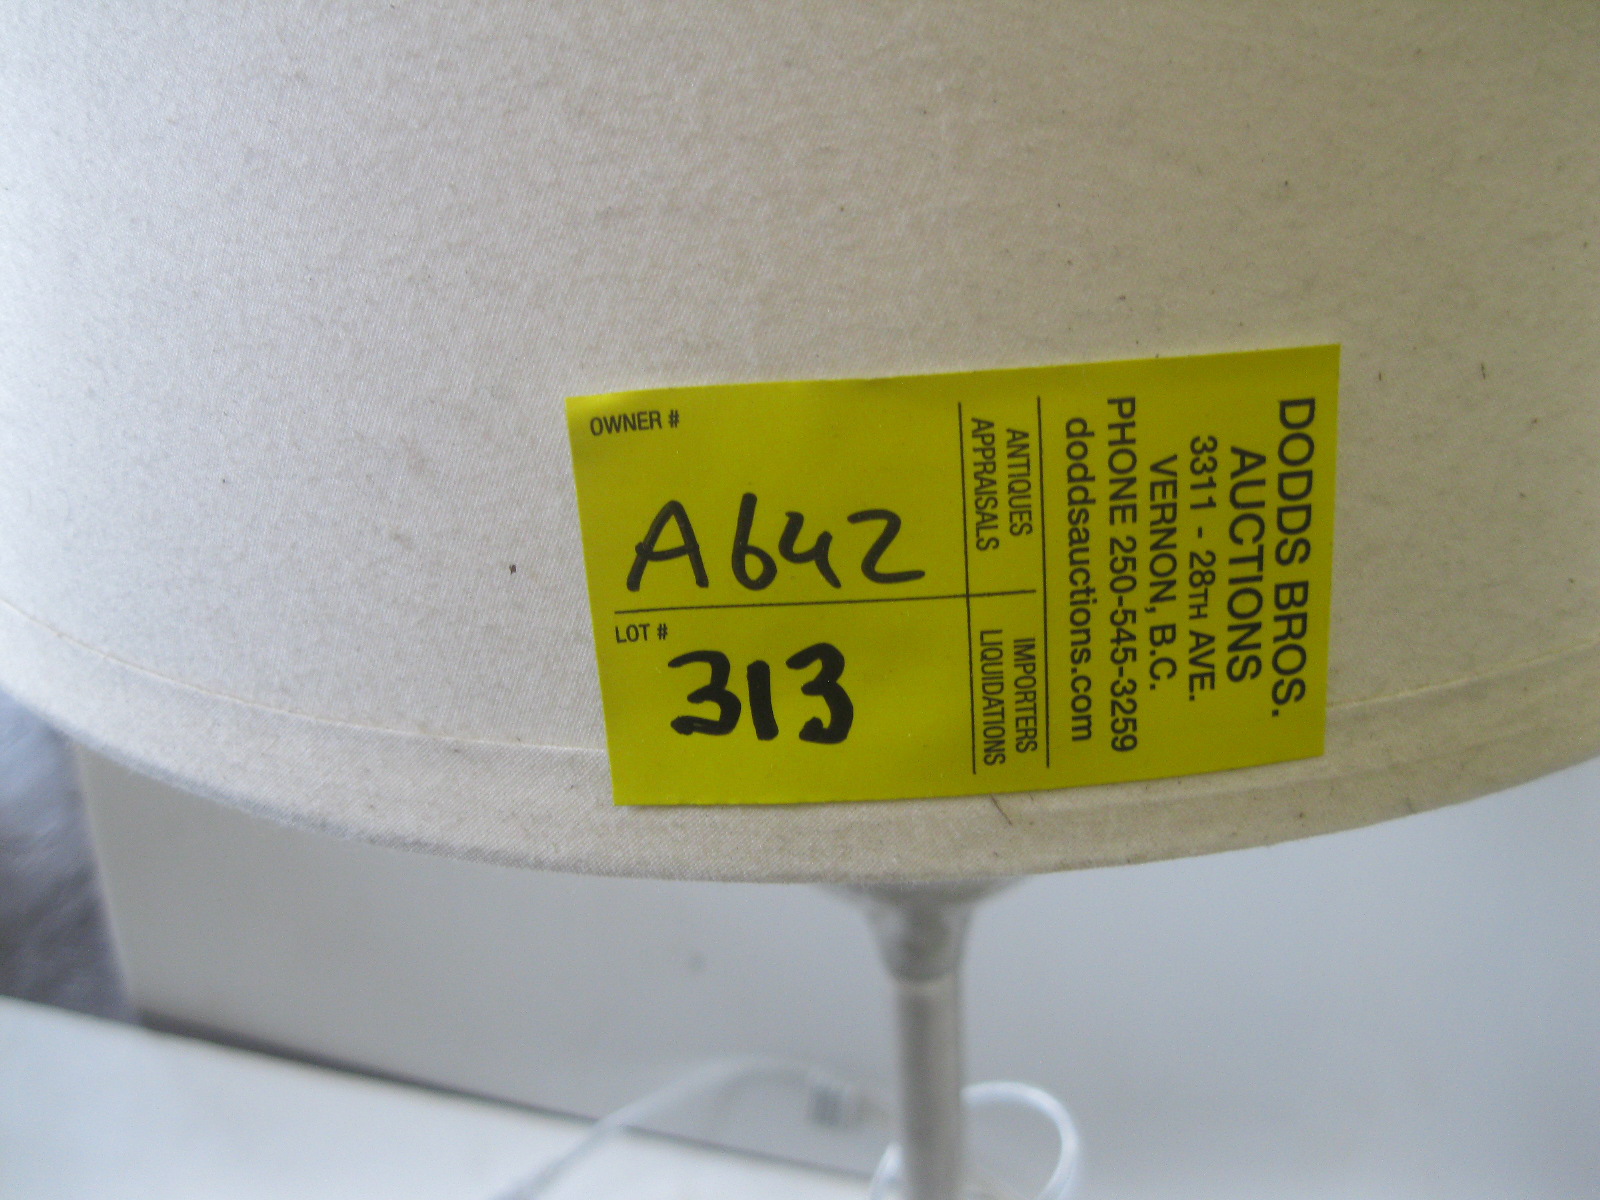 DODDS BROS.
AUCTIONS
3311 - 28TH AVE.
VERNON, B.C.
PHONE 250-545-3259
doddsauctions.com
ANTIQUES IMPORTERS
APPRAISALS LIQUIDATIONS
OWNER #
A642
LOT #
313